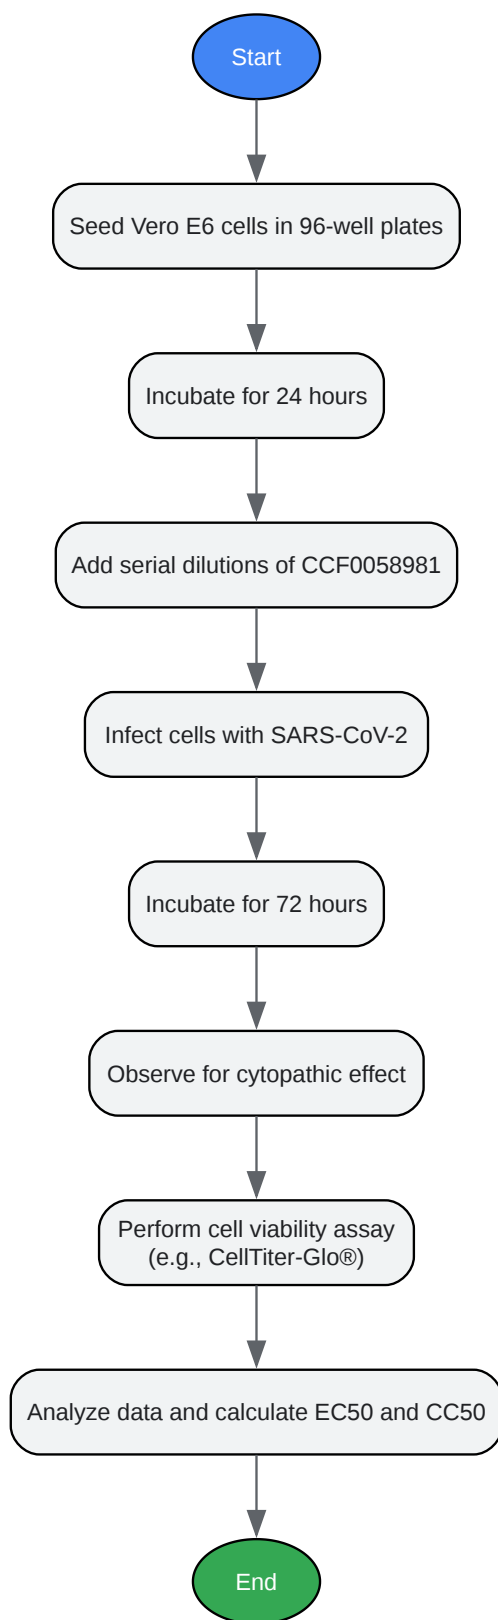 Start
Seed Vero E6 cells in 96-well plates
Incubate for 24 hours
Add serial dilutions of CCF0058981
Infect cells with SARS-CoV-2
Incubate for 72 hours
Observe for cytopathic effect
Perform cell viability assay
(e.g., CellTiter-Glo®)
Analyze data and calculate EC50 and CC50
End